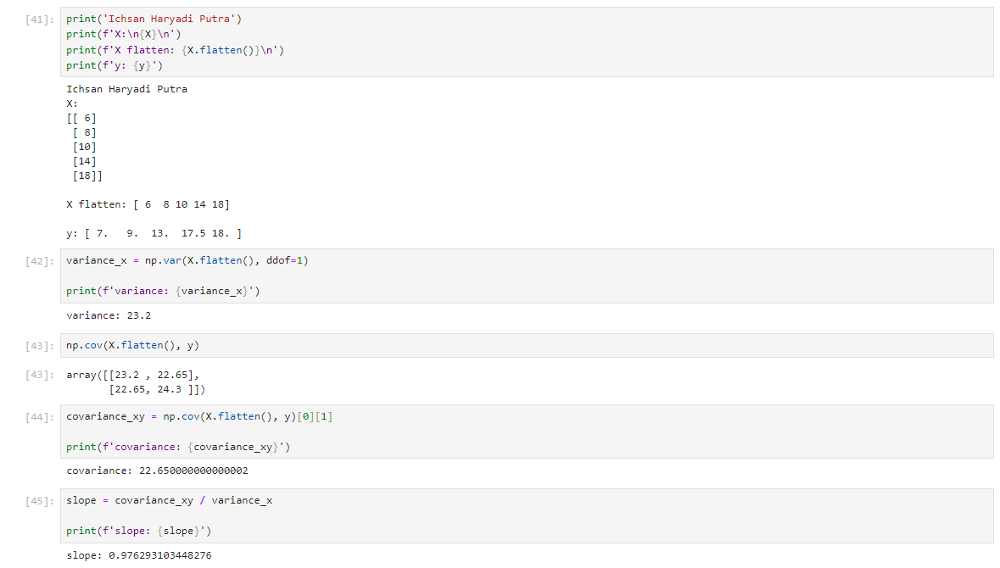 [41]: print('Ichsan Haryadi Putra')
print(f'X:\n{X}\n')
print(f'X flatten: {X.flatten()}\n')
print(f'y: {y}')
Ichsan Haryadi Putra
X:
[[ 6]
 [ 8]
 [10]
 [14]
 [18]]
X flatten: [ 6  8 10 14 18]
y: [ 7.   9.  13.  17.5 18. ]
[42]: variance_x = np.var(X.flatten(), ddof=1)
print(f'variance: {variance_x}')
variance: 23.2
[43]: np.cov(X.flatten(), y)
[43]: array([[23.2 , 22.65],
       [22.65, 24.3 ]])
[44]: covariance_xy = np.cov(X.flatten(), y)[0][1]
print(f'covariance: {covariance_xy}')
covariance: 22.650000000000002
[45]: slope = covariance_xy / variance_x
print(f'slope: {slope}')
slope: 0.976293103448276